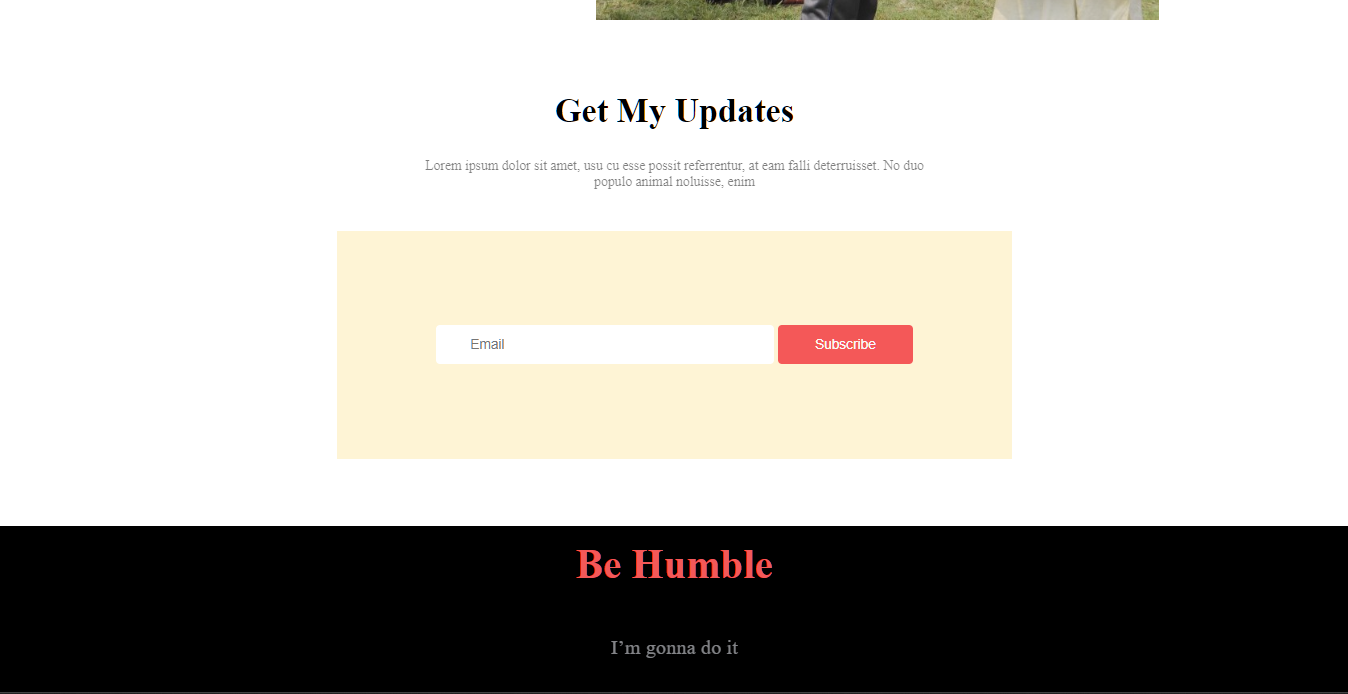 Get My Updates
Lorem ipsum dolor sit amet, usu cu esse possit referrentur, at eam falli deterruisset. No duo
populo animal noluisse, enim
Email Subscribe
Be Humble
I’m gonna do it